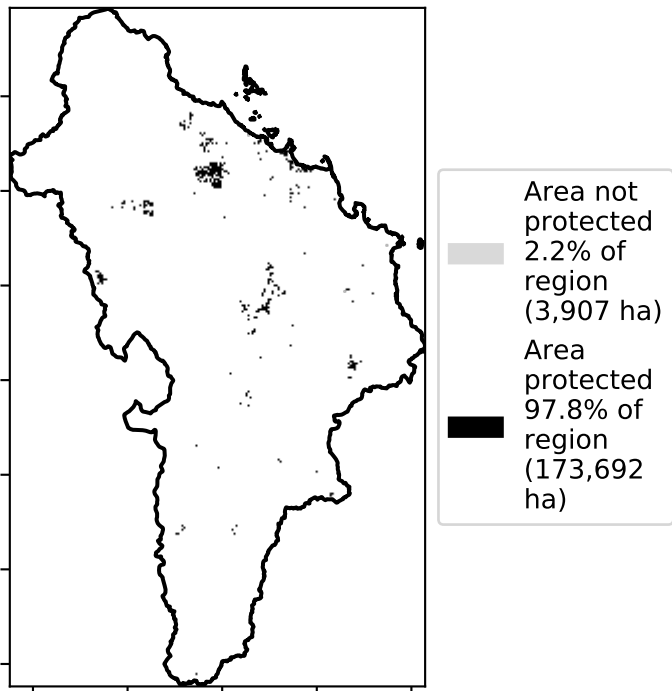 Area not
protected
2.2% of
region
(3,907 ha)
Area
protected
97.8% of
region
(173,692
ha)